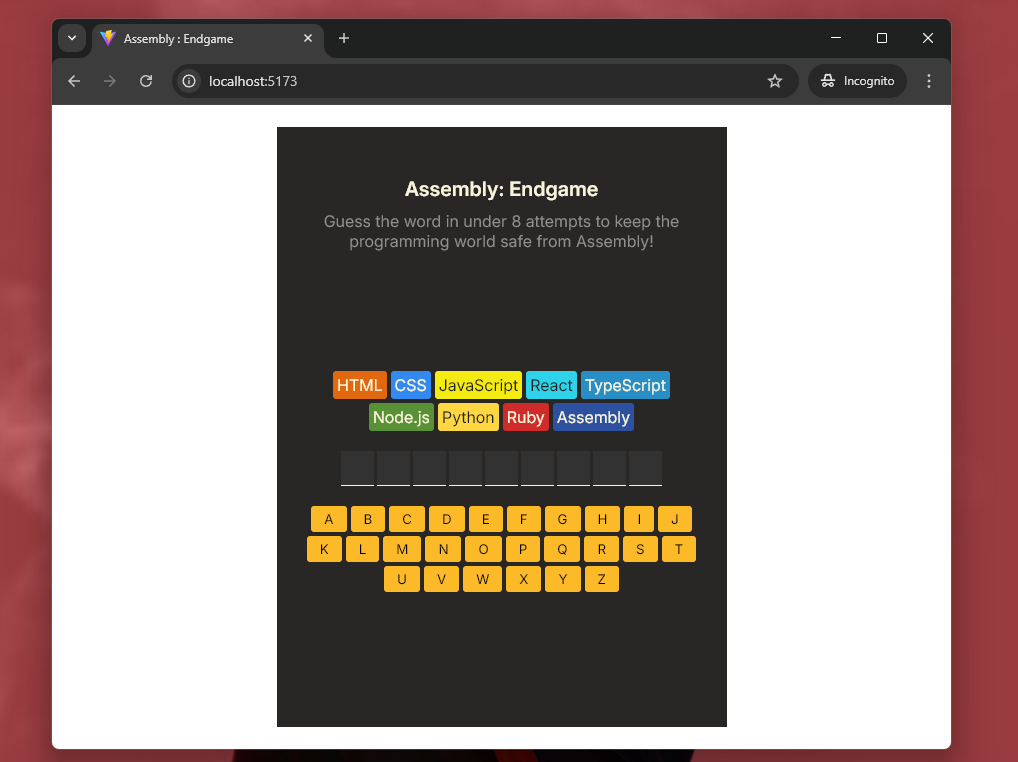 Assembly : Endgame
localhost:5173
Incognito
Assembly: Endgame
Guess the word in under 8 attempts to keep the
programming world safe from Assembly!
HTML CSS JavaScript React TypeScript
Node.js Python Ruby Assembly
A B C D E F G H I J
K L M N O P Q R S T
U V W X Y Z